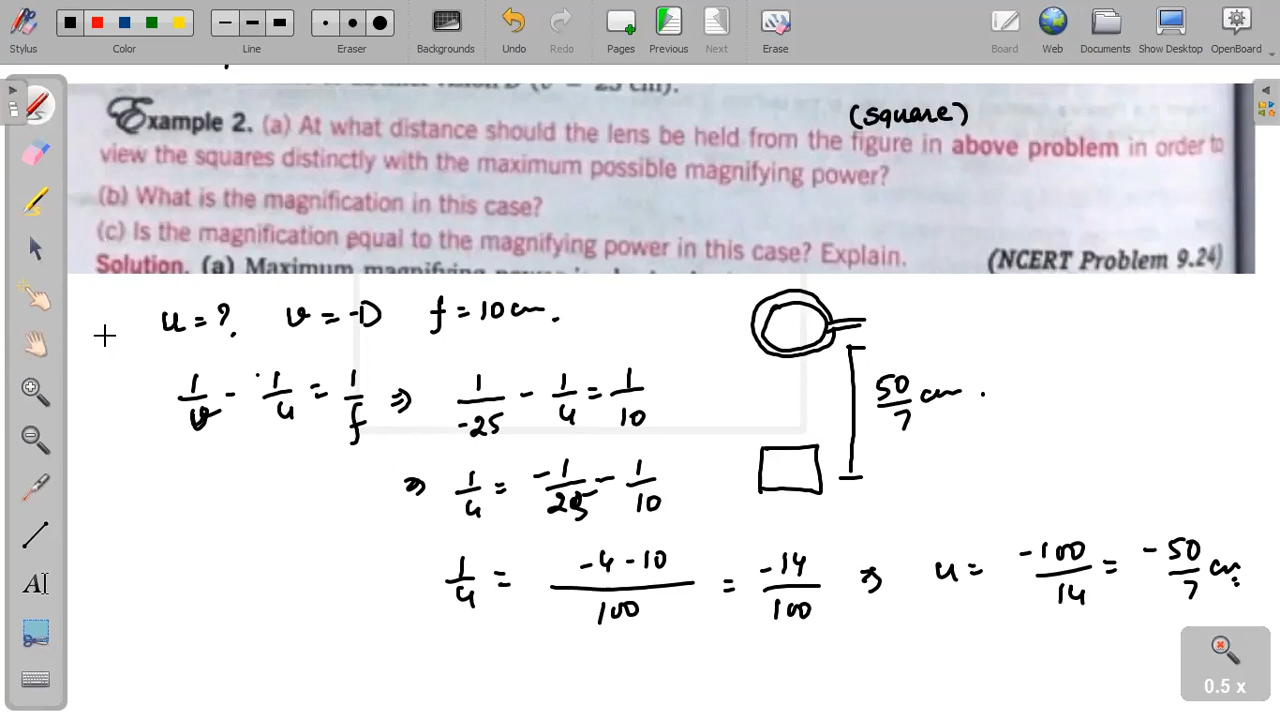 Stylus Color Line Eraser Backgrounds Undo Redo Pages Previous Next Erase Board Web Documents Show Desktop OpenBoard
(square)
Example 2. (a) At what distance should the lens be held from the figure in above problem in order to
view the squares distinctly with the maximum possible magnifying power?
(b) What is the magnification in this case?
(c) Is the magnification equal to the magnifying power in this case? Explain. (NCERT Problem 9.24)
Solution. (a) Maximum magnifying
u = ? v = -D f = 10 cm.
1/v - 1/u = 1/f ⇒ 1/-25 - 1/u = 1/10
50/7 cm.
⇒ 1/u = -1/25 - 1/10
1/u = -4-10/100 = -14/100 ⇒ u = -100/14 = -50/7 cm
0.5 x